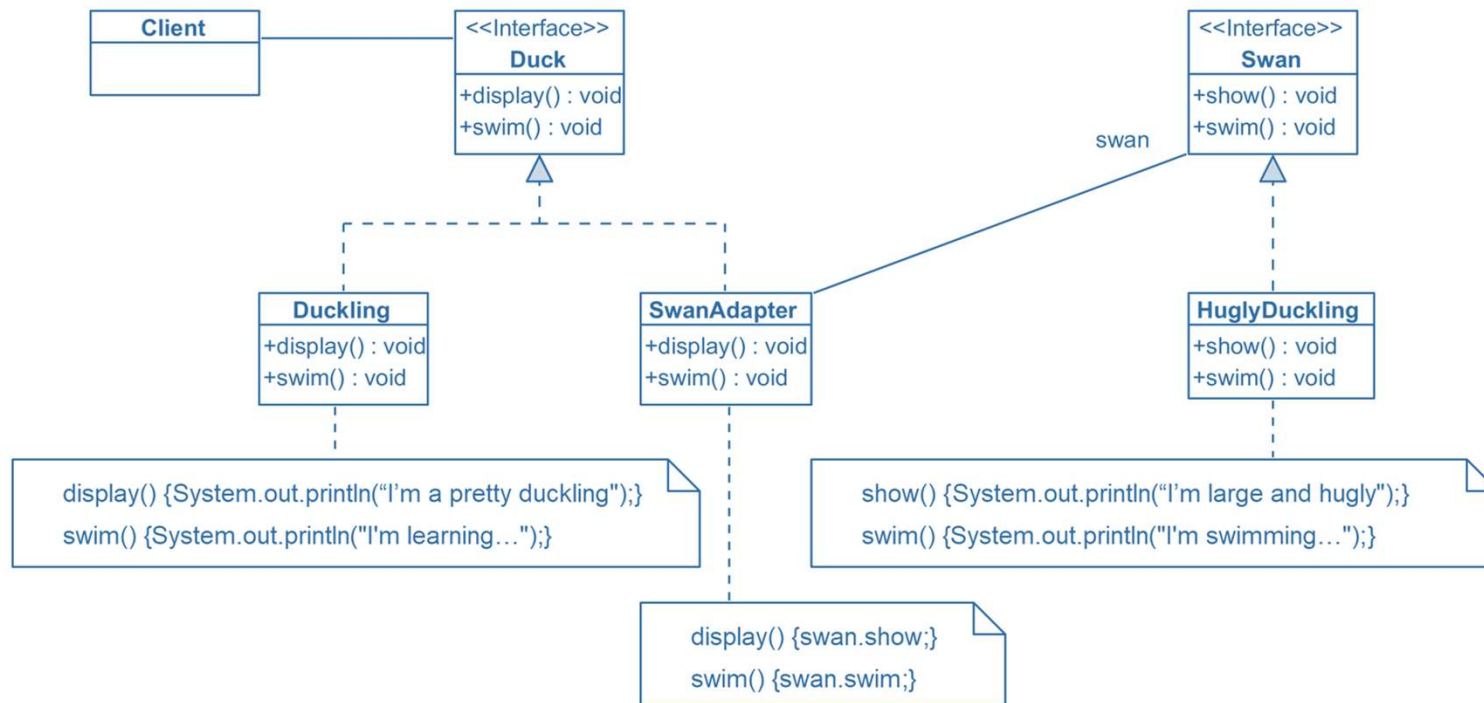 Client
<<Interface>>
Duck
+display() : void
+swim() : void
<<Interface>>
Swan
+show() : void
+swim() : void
swan
Duckling
+display() : void
+swim() : void
SwanAdapter
+display() : void
+swim() : void
HuglyDuckling
+show() : void
+swim() : void
display() {System.out.println(“I’m a pretty duckling");}
swim() {System.out.println("I'm learning…");}
show() {System.out.println(“I’m large and hugly");}
swim() {System.out.println("I'm swimming…");}
display() {swan.show;}
swim() {swan.swim;}